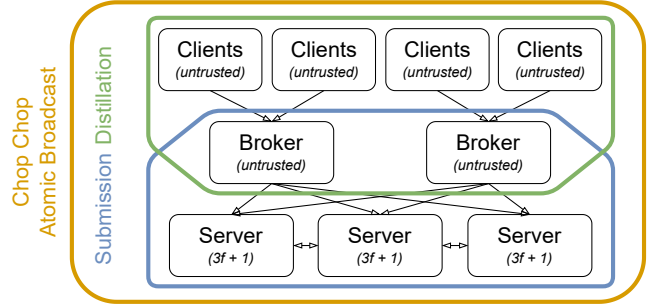 Chop Chop
Atomic Broadcast
Submission
Distillation
Clients
(untrusted)
Clients
(untrusted)
Clients
(untrusted)
Clients
(untrusted)
Broker
(untrusted)
Broker
(untrusted)
Server
(3f + 1)
Server
(3f + 1)
Server
(3f + 1)